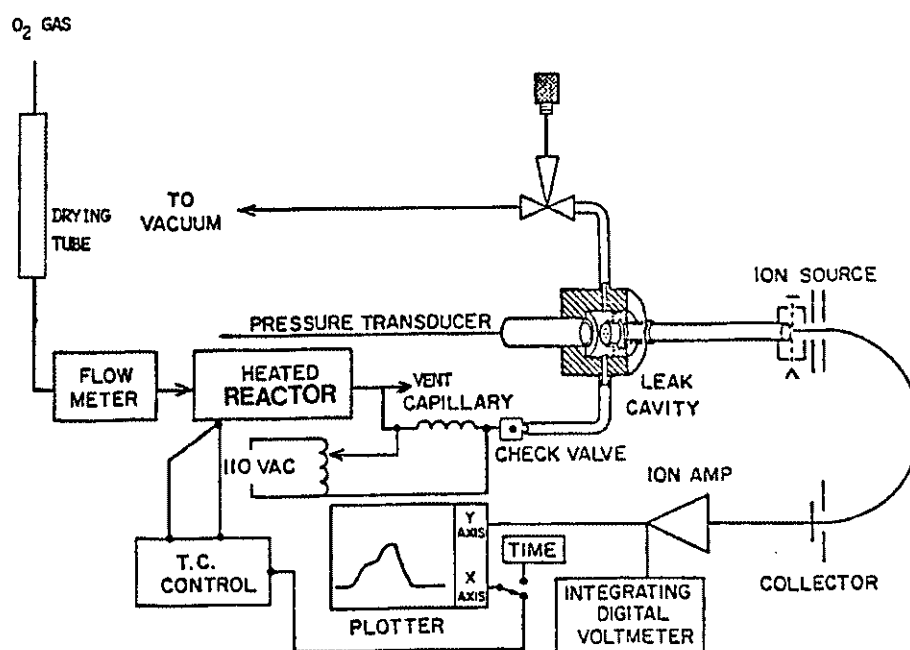 O2 GAS
DRYING
TUBE
TO
VACUUM
ION SOURCE
PRESSURE TRANSDUCER
LEAK
CAVITY
FLOW
METER
HEATED
REACTOR
VENT
CAPILLARY
CHECK VALVE
110 VAC
ION AMP
T.C.
CONTROL
Y
AXIS
X
AXIS
TIME
PLOTTER
INTEGRATING
DIGITAL
VOLTMETER
COLLECTOR